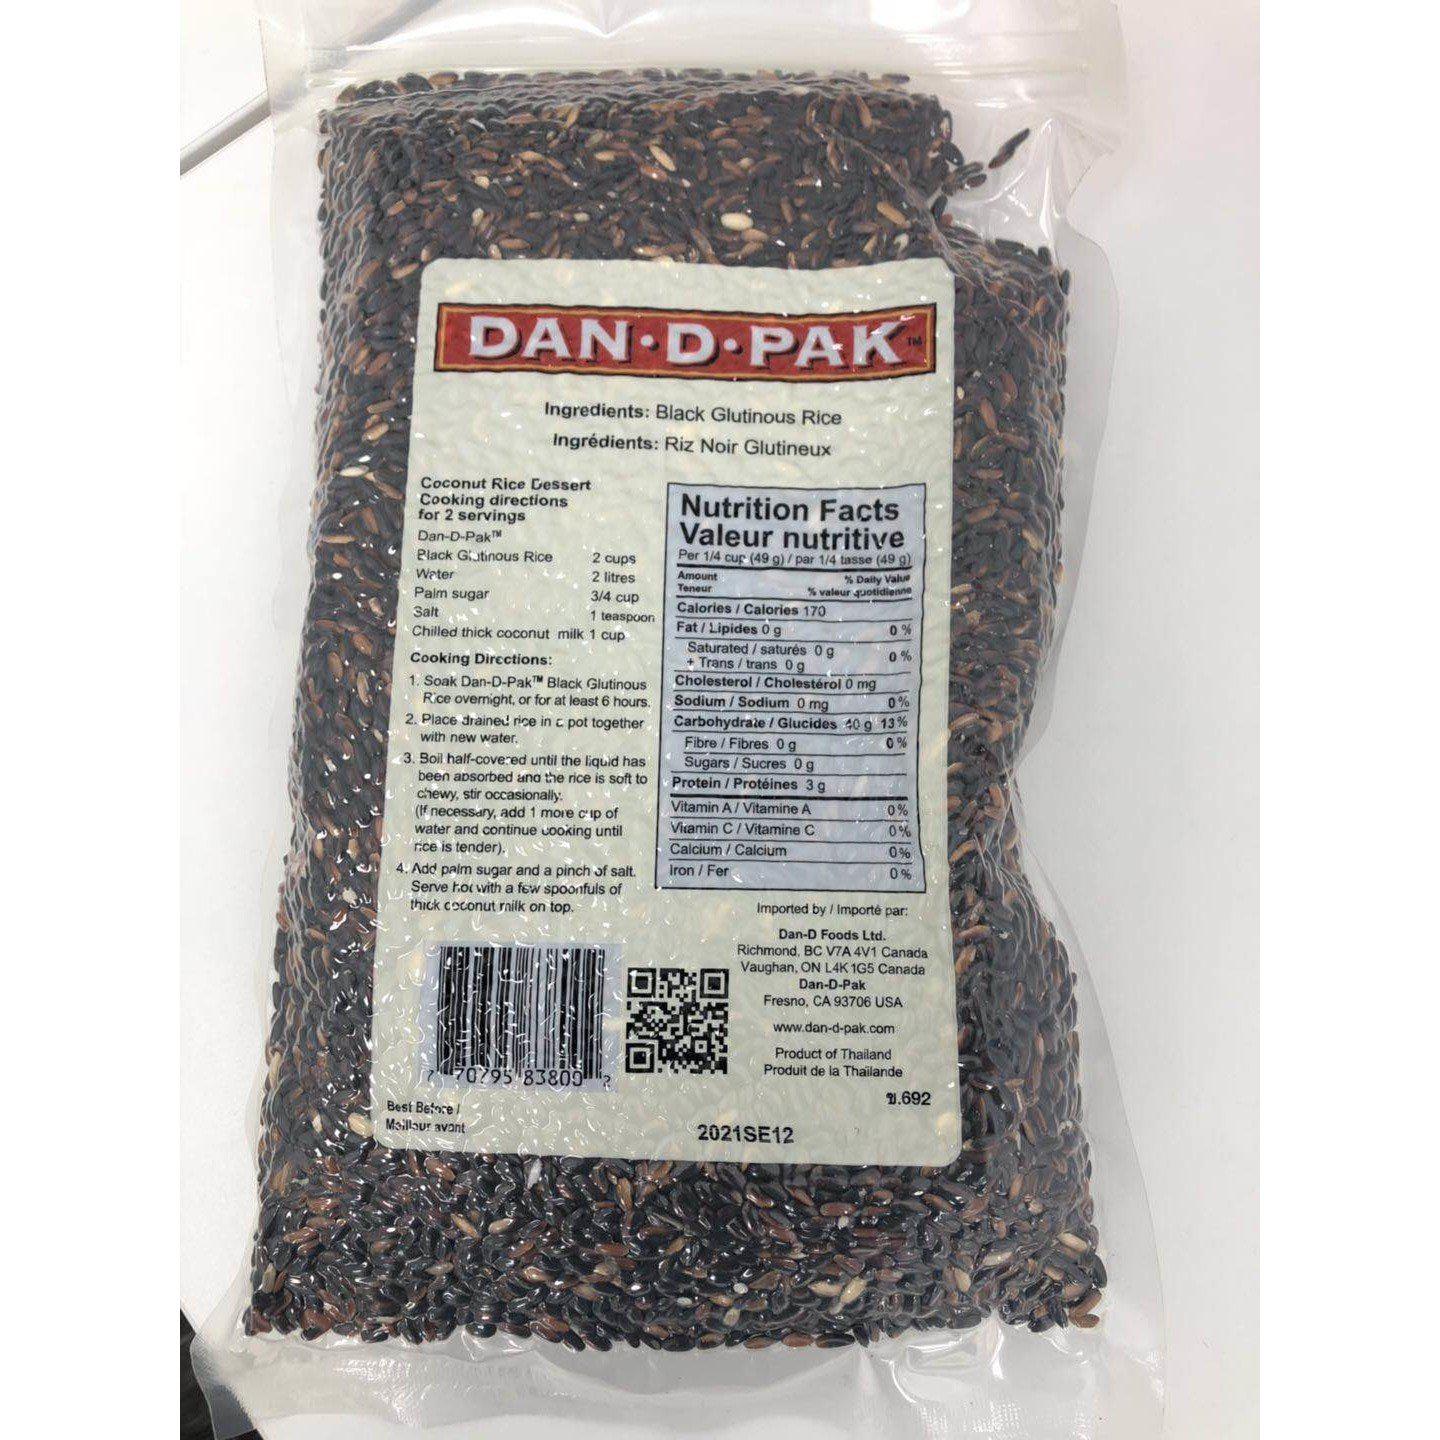 DAN·D·PAK™
Ingredients: Black Glutinous Rice
Ingrédients: Riz Noir Glutineux
Coconut Rice Dessert
Cooking directions
for 2 servings
Dan-D-Pak™
Black Glutinous Rice 2 cups
Water 2 litres
Palm sugar 3/4 cup
Salt 1 teaspoon
Chilled thick coconut milk 1 cup
Cooking Directions:
1. Soak Dan-D-Pak™ Black Glutinous
Rice overnight, or for at least 6 hours.
2. Place drained rice in a pot together
with new water.
3. Boil half-covered until the liquid has
been absorbed and the rice is soft to
chewy, stir occasionally.
(If necessary, add 1 more cup of
water and continue cooking until
rice is tender).
4. Add palm sugar and a pinch of salt.
Serve hot with a few spoonfuls of
thick coconut milk on top.
Nutrition Facts
Valeur nutritive
Per 1/4 cup (49 g) / par 1/4 tasse (49 g)
Amount % Daily Value
Teneur % valeur quotidienne
Calories / Calories 170
Fat / Lipides 0 g 0 %
Saturated / saturés 0 g
+ Trans / trans 0 g 0 %
Cholesterol / Cholestérol 0 mg
Sodium / Sodium 0 mg 0 %
Carbohydrate / Glucides 40 g 13 %
Fibre / Fibres 0 g 0 %
Sugars / Sucres 0 g
Protein / Protéines 3 g
Vitamin A / Vitamine A 0 %
Vitamin C / Vitamine C 0 %
Calcium / Calcium 0 %
Iron / Fer 0 %
Imported by / Importé par:
Dan-D Foods Ltd.
Richmond, BC V7A 4V1 Canada
Vaughan, ON L4K 1G5 Canada
Dan-D-Pak
Fresno, CA 93706 USA
www.dan-d-pak.com
Product of Thailand
Produit de la Thailande
ข.692
7 70795 83800 2
Best Before /
Meilleur avant
2021SE12